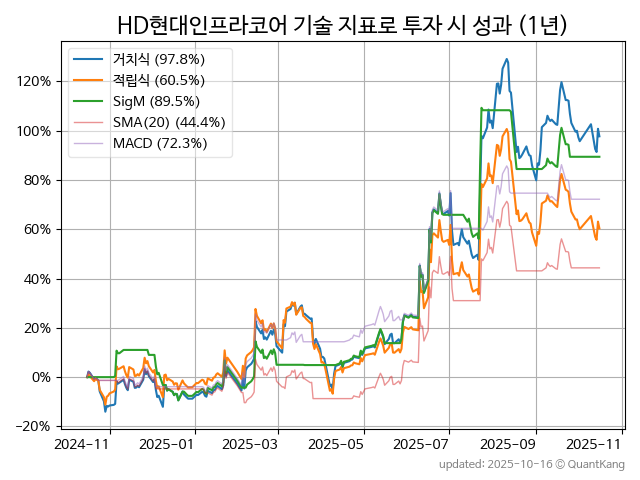 HD현대인프라코어 기술 지표로 투자 시 성과 (1년)
거치식 (97.8%)
적립식 (60.5%)
SigM (89.5%)
SMA(20) (44.4%)
MACD (72.3%)
120%
100%
80%
60%
40%
20%
0%
−20%
2024-11 2025-01 2025-03 2025-05 2025-07 2025-09 2025-11
updated: 2025-10-16 © QuantKang